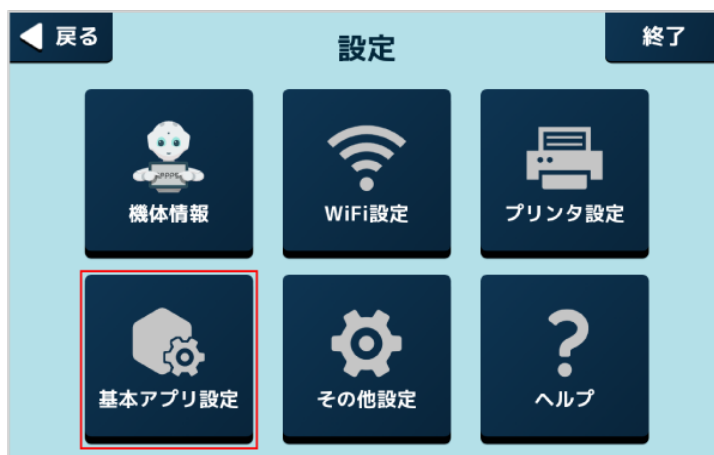 戻る
設定
終了
機体情報
WiFi設定
プリンタ設定
基本アプリ設定
その他設定
ヘルプ